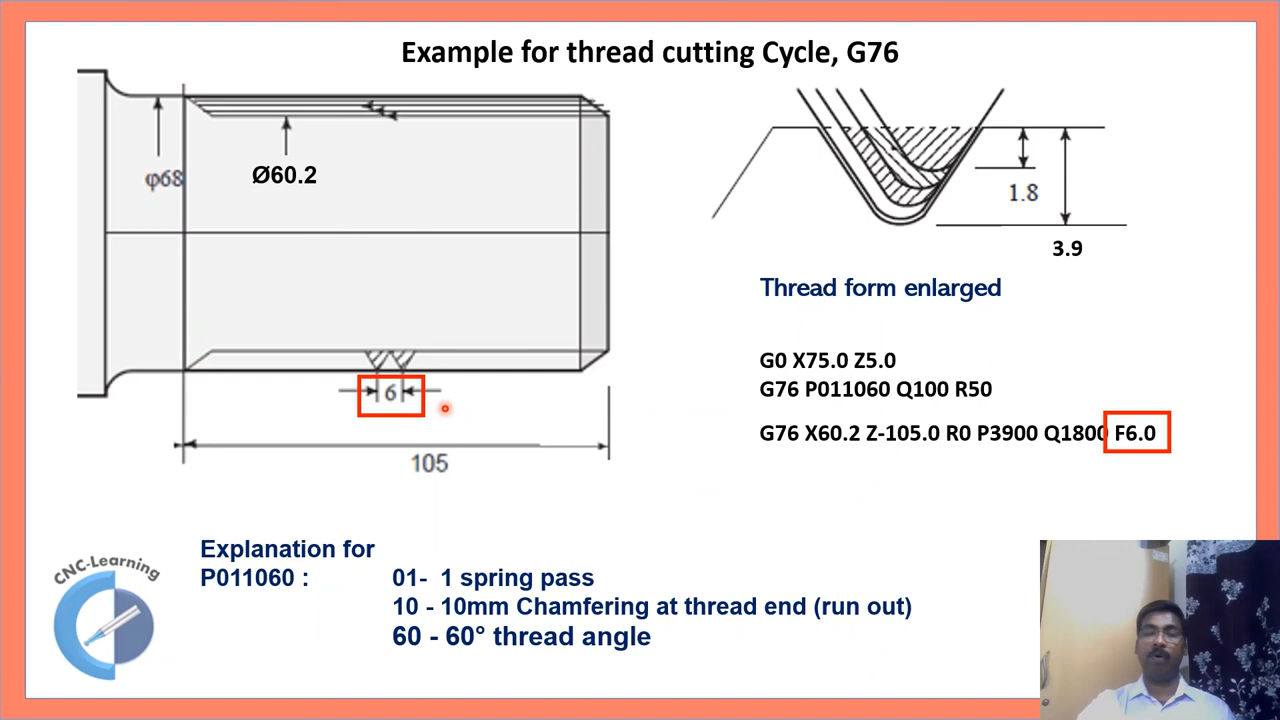 Example for thread cutting Cycle, G76
φ68
Ø60.2
1.8
3.9
Thread form enlarged
G0 X75.0 Z5.0
G76 P011060 Q100 R50
G76 X60.2 Z-105.0 R0 P3900 Q1800 F6.0
6
105
Explanation for
P011060 :
01- 1 spring pass
10 - 10mm Chamfering at thread end (run out)
60 - 60° thread angle
CNC-Learning